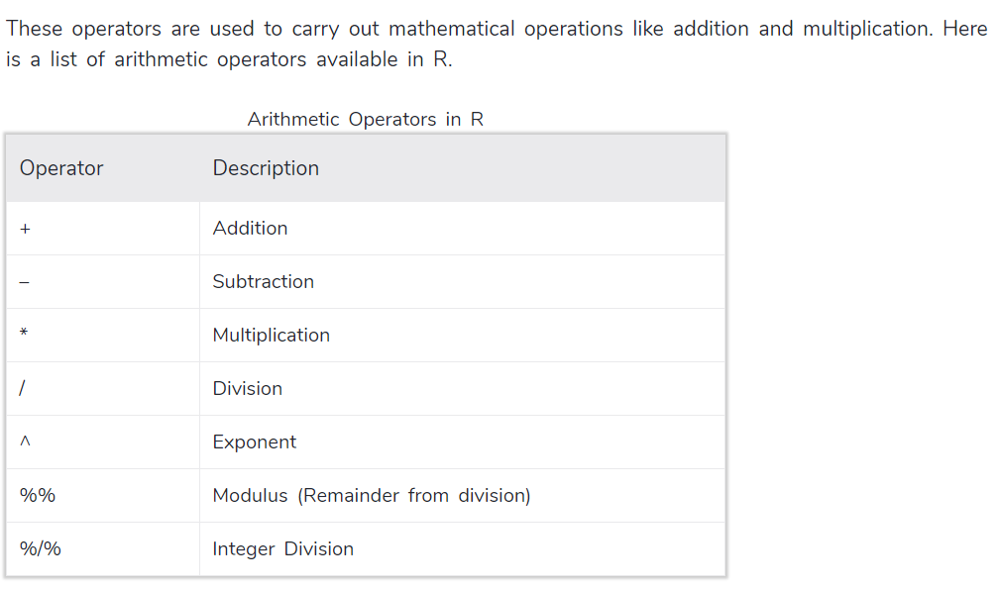 These operators are used to carry out mathematical operations like addition and multiplication. Here
is a list of arithmetic operators available in R.
Arithmetic Operators in R
Operator Description
+ Addition
– Subtraction
* Multiplication
/ Division
^ Exponent
%% Modulus (Remainder from division)
%/% Integer Division